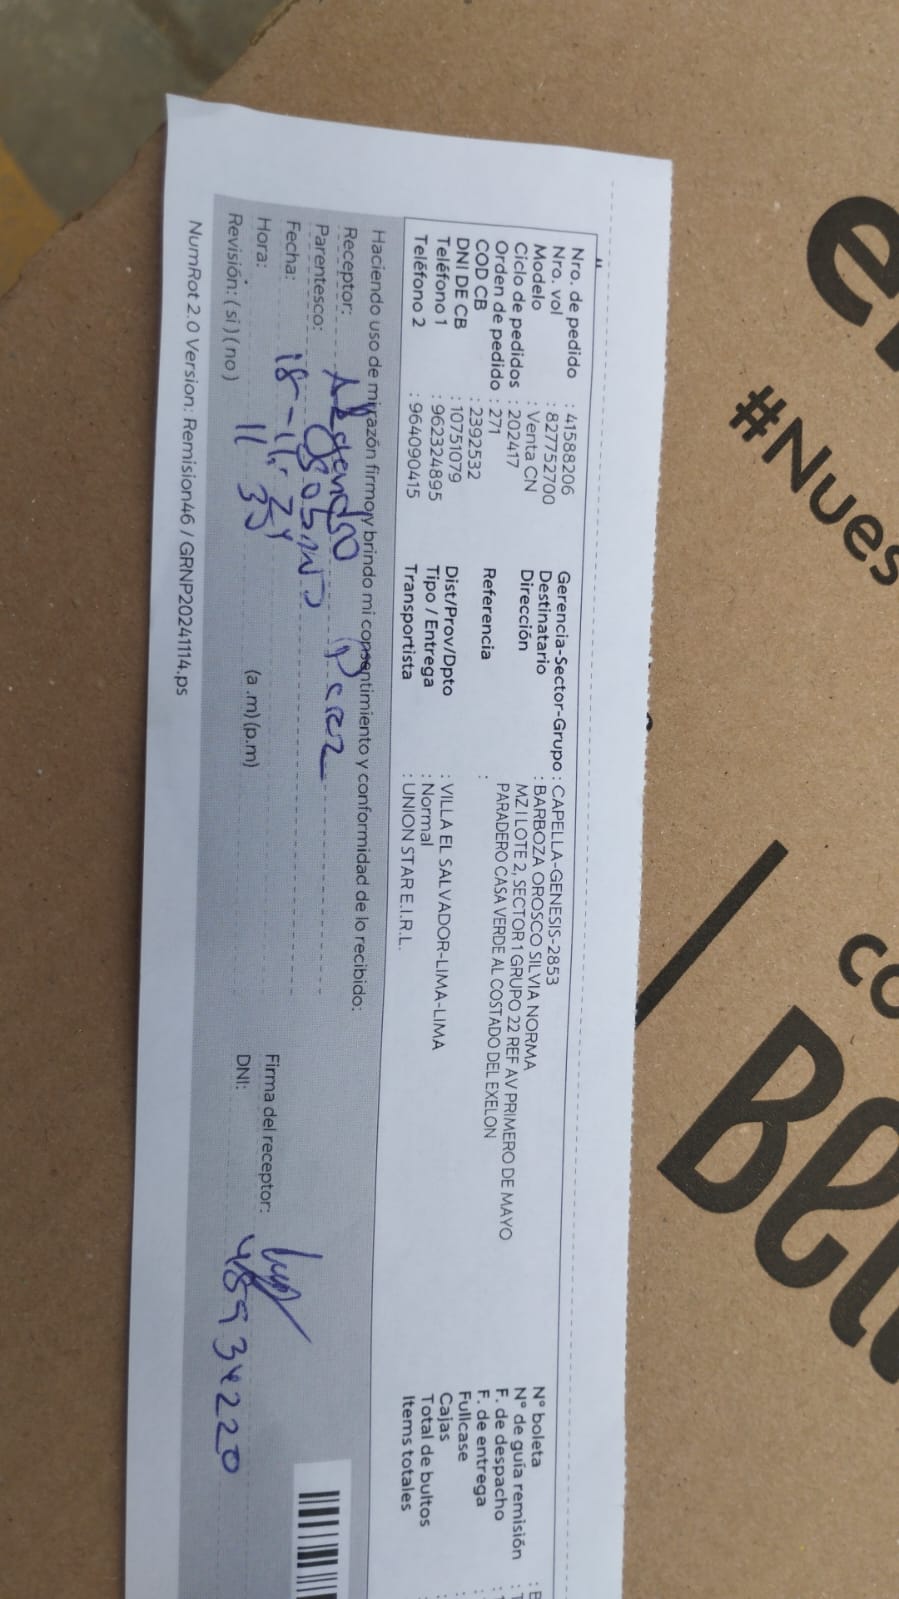 Nro. de pedido : 41588206
Nro. vol : 827752700
Modelo : Venta CN
Ciclo de pedidos : 202417
Orden de pedido : 271
COD CB : 2392532
DNI DE CB : 10751079
Teléfono 1 : 962324895
Teléfono 2 : 964090415
Gerencia-Sector-Grupo : CAPELLA-GENESIS-2853
Destinatario : BARBOZA OROSCO SILVIA NORMA
Dirección MZ I LOTE 2, SECTOR 1 GRUPO 22 REF AV PRIMERO DE MAYO
PARADERO CASA VERDE AL COSTADO DEL EXELON
Referencia :
Dist/Prov/Dpto : VILLA EL SALVADOR-LIMA-LIMA
Tipo / Entrega : Normal
Transportista : UNION STAR E.I.R.L.
N° boleta : B
N° de guía remisión : T
F. de despacho :
F. de entrega :
Fullcase :
Cajas :
Total de bultos
Items totales :
Haciendo uso de mi razón firmo y brindo mi consentimiento y conformidad de lo recibido:
Receptor: Perez
Parentesco:
Fecha: 18-11-24
Hora: 11 35 (a.m) (p.m)
Revisión: ( si ) ( no )
Firma del receptor:
DNI: 48934220
NumRot 2.0 Version: Remision46 / GRNP20241114.ps
#Nues
co
Bel